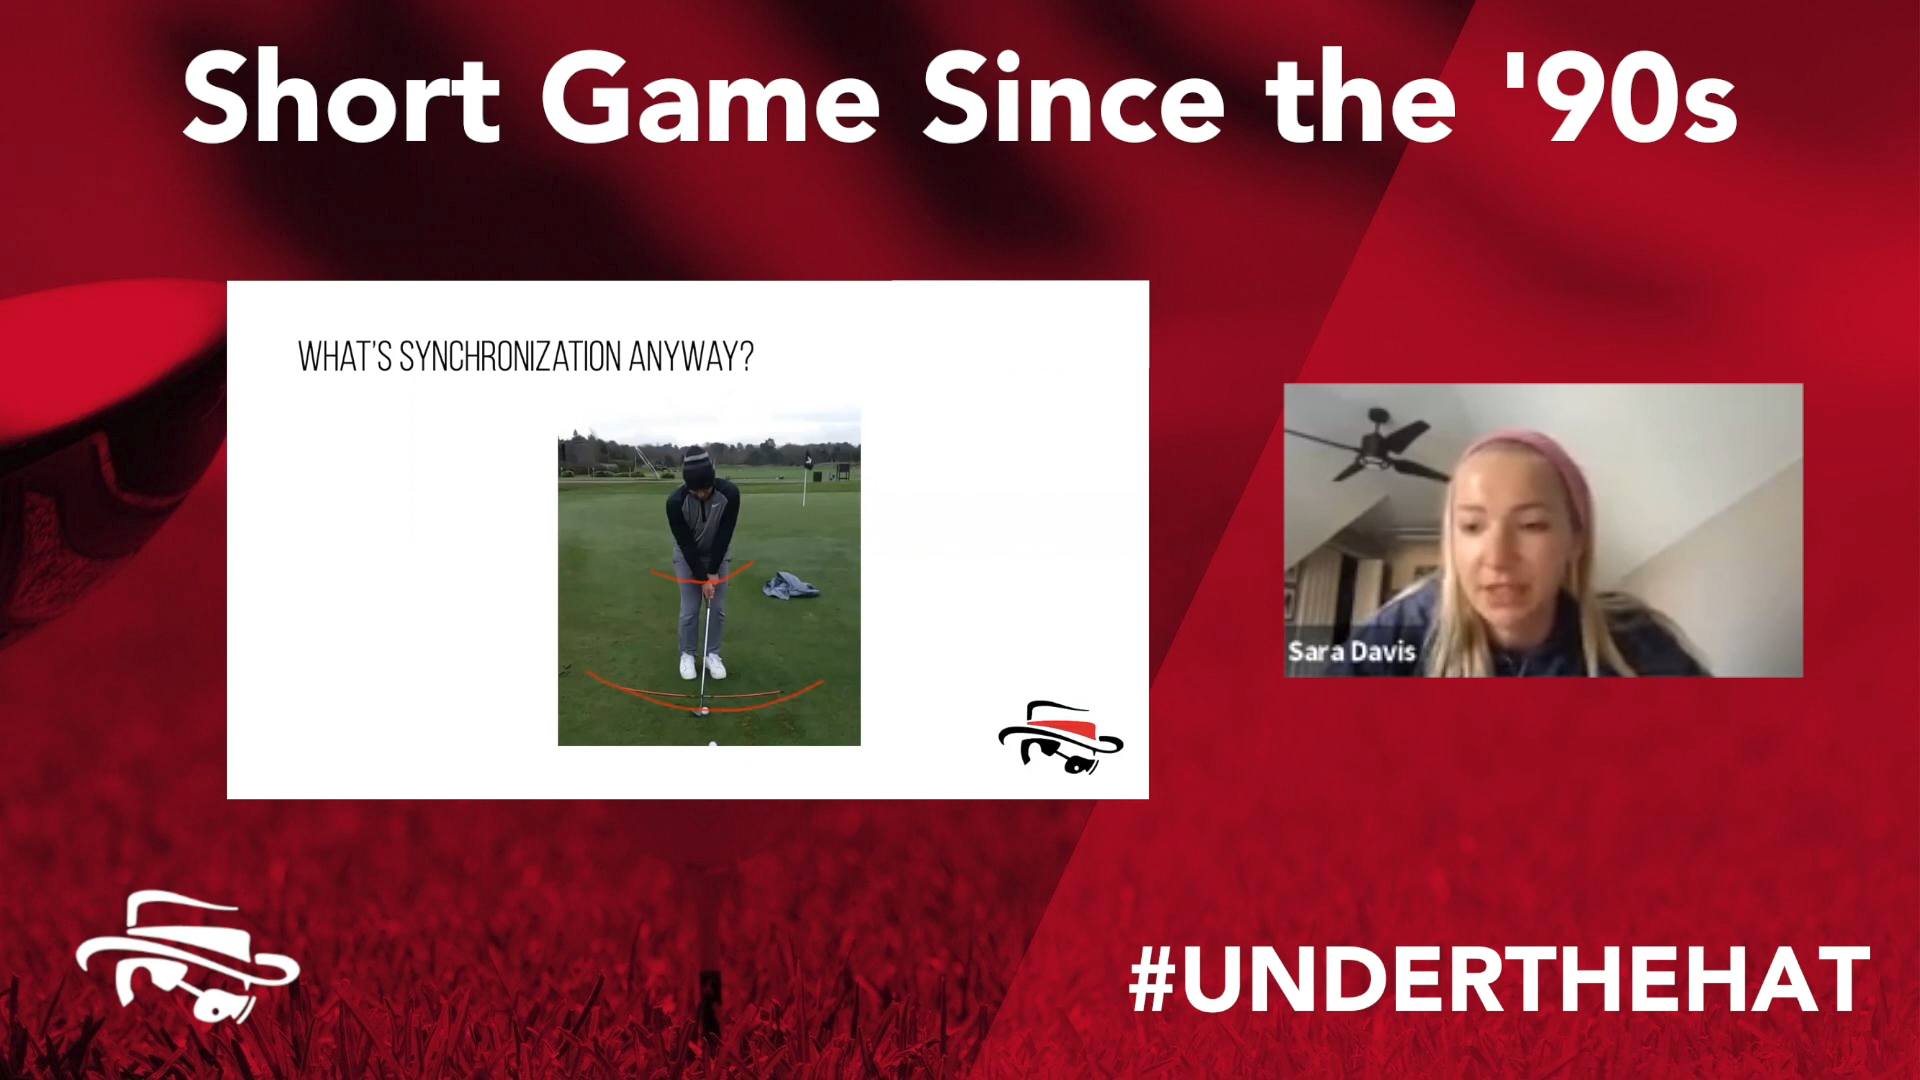 Short Game Since the '90s
WHAT'S SYNCHRONIZATION ANYWAY?
Sara Davis
#UNDERTHEHAT